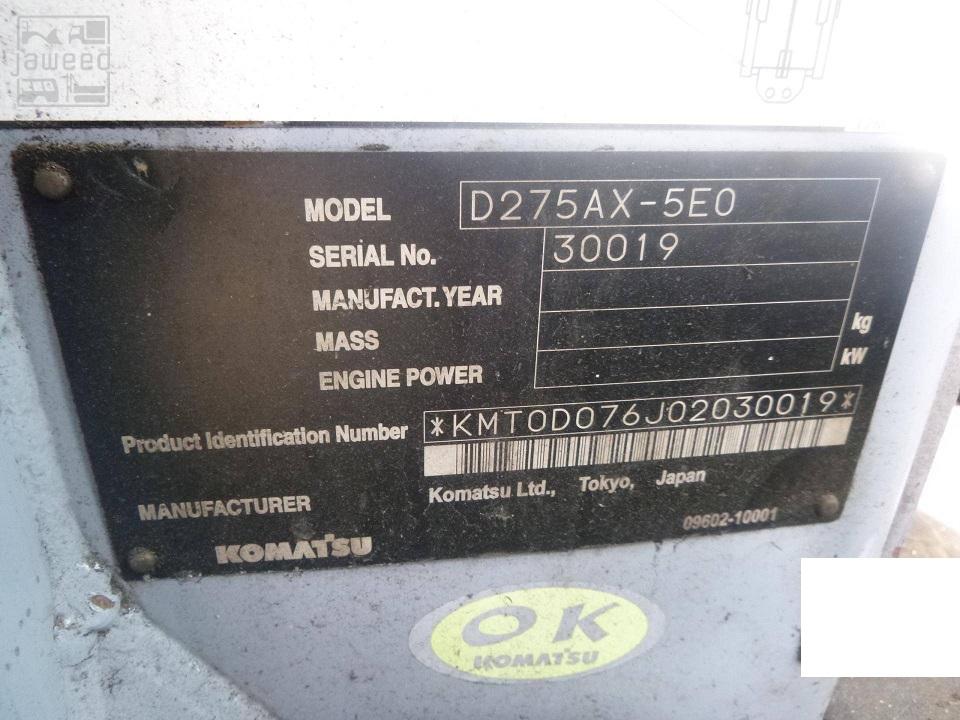 jaweed
MODEL D275AX-5E0
SERIAL No. 30019
MANUFACT. YEAR
MASS kg
ENGINE POWER kW
Product Identification Number *KMT0D076J02030019*
MANUFACTURER Komatsu Ltd., Tokyo, Japan
KOMATSU 09602-10001
OK
KOMATSU